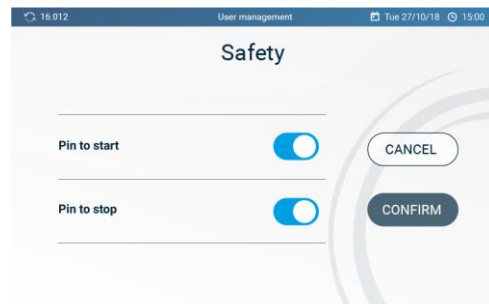 16.012 User management Tue 27/10/18 15:00
Safety
Pin to start
CANCEL
Pin to stop
CONFIRM